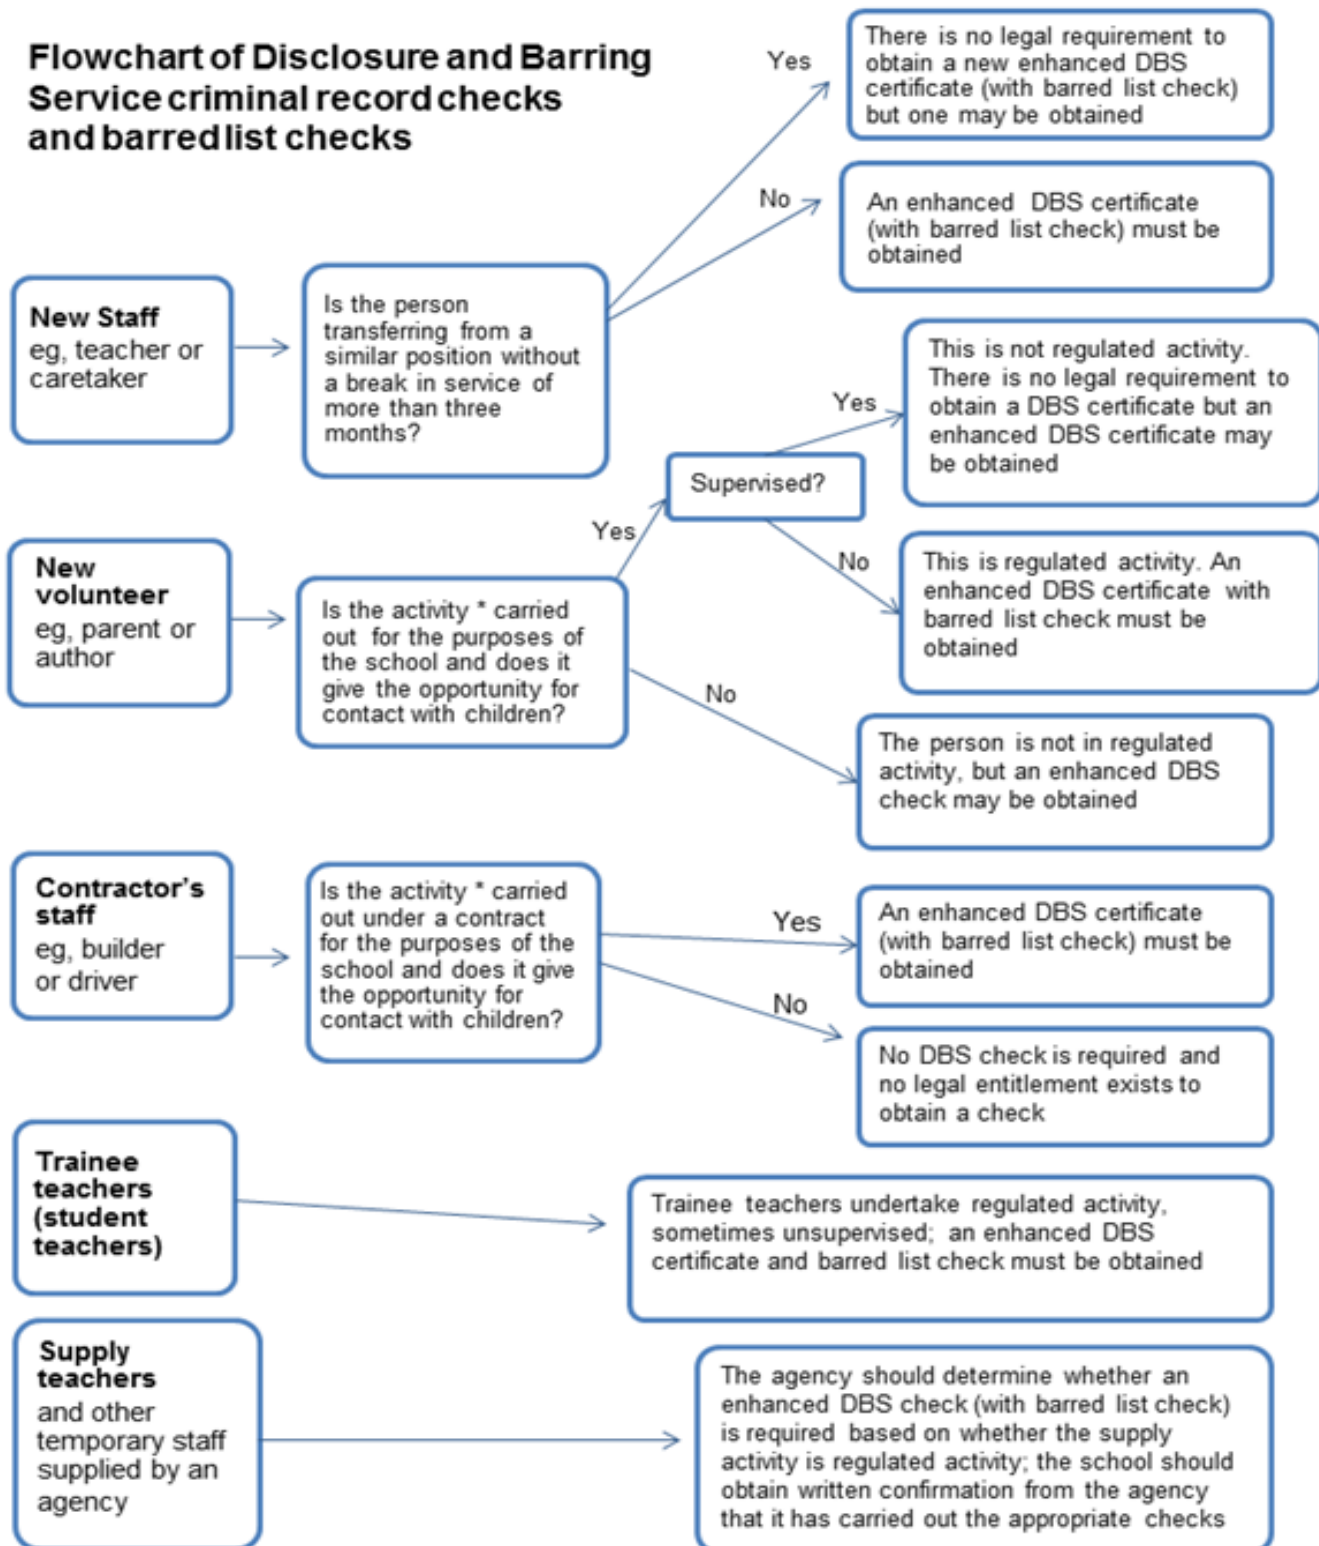 Flowchart of Disclosure and Barring
Service criminal record checks
and barred list checks
Yes
There is no legal requirement to
obtain a new enhanced DBS
certificate (with barred list check)
but one may be obtained
No
An enhanced DBS certificate
(with barred list check) must be
obtained
New Staff
eg, teacher or
caretaker
Is the person
transferring from a
similar position without
a break in service of
more than three
months?
New
volunteer
eg, parent or
author
Is the activity * carried
out for the purposes of
the school and does it
give the opportunity for
contact with children?
Yes
Supervised?
Yes
This is not regulated activity.
There is no legal requirement to
obtain a DBS certificate but an
enhanced DBS certificate may
be obtained
No
This is regulated activity. An
enhanced DBS certificate with
barred list check must be
obtained
No
The person is not in regulated
activity, but an enhanced DBS
check may be obtained
Contractor's
staff
eg, builder
or driver
Is the activity * carried
out under a contract
for the purposes of the
school and does it give
the opportunity for
contact with children?
Yes
An enhanced DBS certificate
(with barred list check) must be
obtained
No
No DBS check is required and
no legal entitlement exists to
obtain a check
Trainee
teachers
(student
teachers)
Trainee teachers undertake regulated activity,
sometimes unsupervised; an enhanced DBS
certificate and barred list check must be obtained
Supply
teachers
and other
temporary staff
supplied by an
agency
The agency should determine whether an
enhanced DBS check (with barred list check)
is required based on whether the supply
activity is regulated activity; the school should
obtain written confirmation from the agency
that it has carried out the appropriate checks